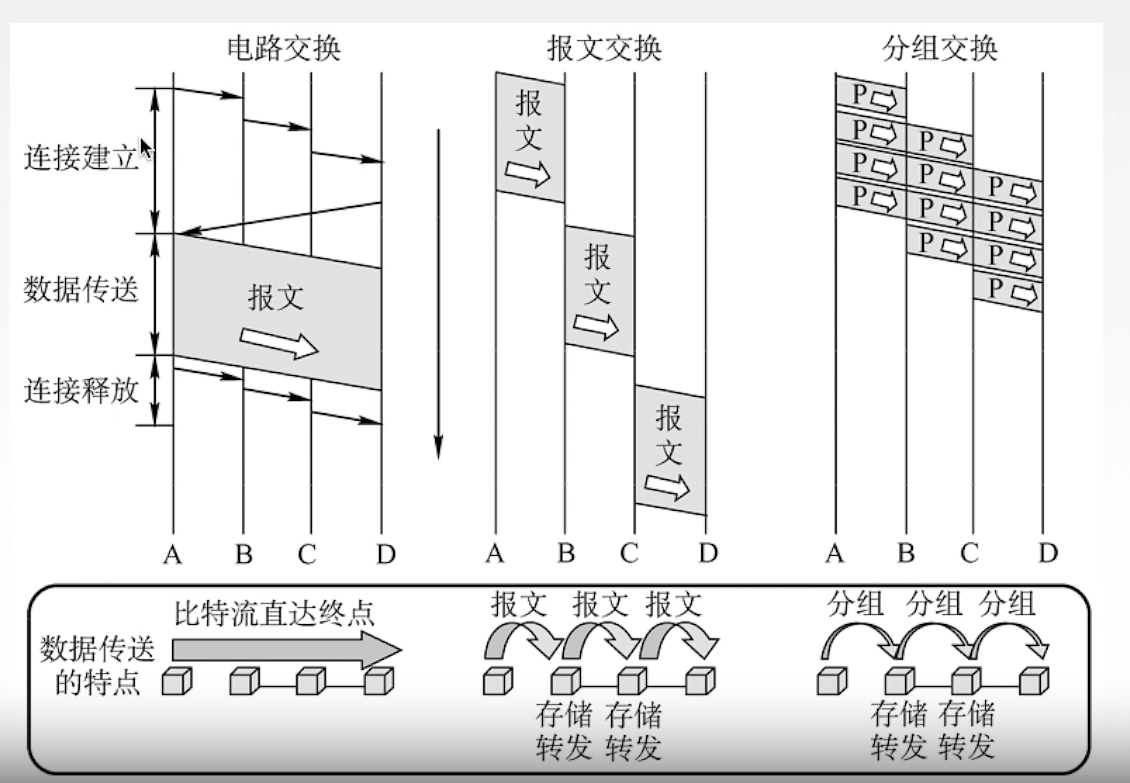 电路交换
报文交换
分组交换
连接建立
数据传送
连接释放
报文
A B C D
报
文
报
文
报
文
A B C D
P
P P
P P P
P P P
P P
P
A B C D
数据传送
的特点
比特流直达终点
报文 报文 报文
存储 存储
转发 转发
分组 分组 分组
存储 存储
转发 转发